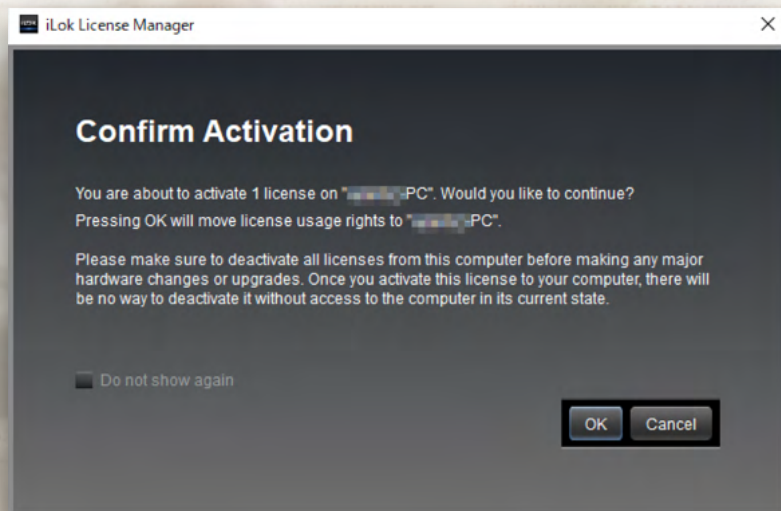 iLok License Manager
Confirm Activation
You are about to activate 1 license on "-PC". Would you like to continue?
Pressing OK will move license usage rights to "-PC".
Please make sure to deactivate all licenses from this computer before making any major
hardware changes or upgrades. Once you activate this license to your computer, there will
be no way to deactivate it without access to the computer in its current state.
Do not show again
OK Cancel